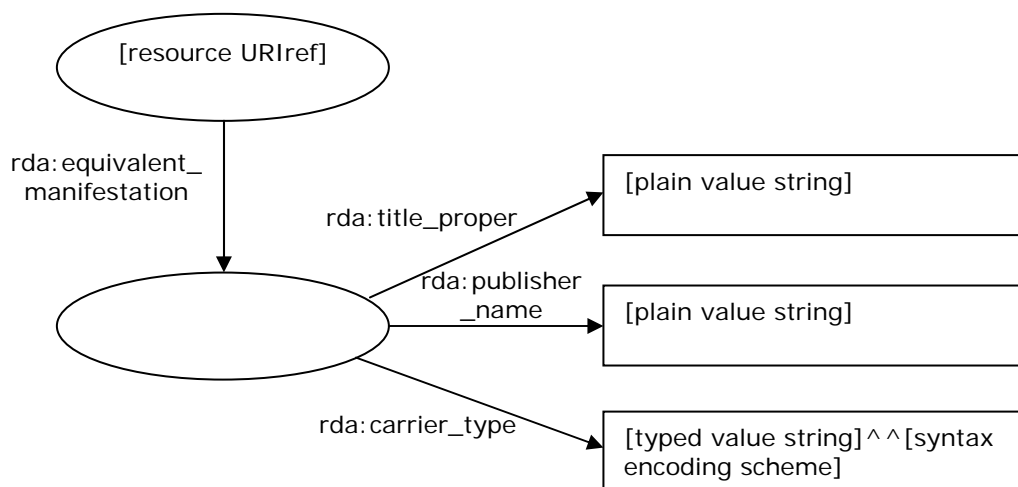 [resource URIref]
rda:equivalent_
manifestation
[plain value string]
rda:title_proper
rda:publisher
_name
[plain value string]
rda:carrier_type
[typed value string]^^[syntax
encoding scheme]